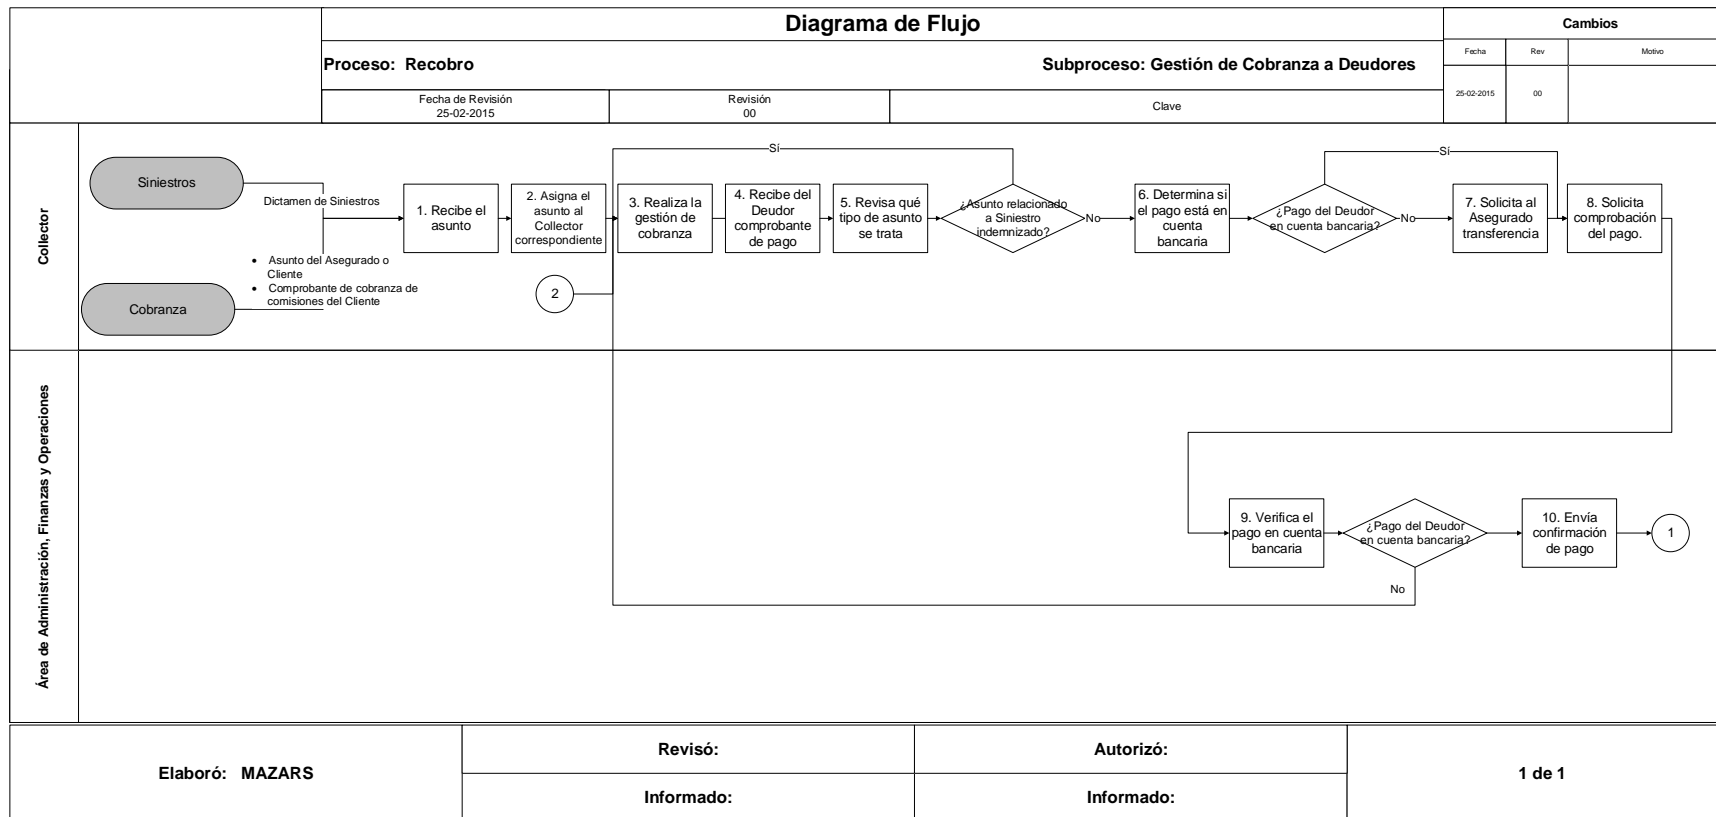 Diagrama de Flujo
Cambios
Fecha
Rev
Motivo
Proceso:  Recobro
Subproceso: Gestión de Cobranza a Deudores
25-02-2015
00
Fecha de Revisión
25-02-2015
Revisión
00
Clave
Collector
Siniestros
Dictamen de Siniestros
• Asunto del Asegurado o
Cliente
• Comprobante de cobranza de
comisiones del Cliente
Cobranza
1. Recibe el
asunto
2. Asigna el
asunto al
Collector
correspondiente
2
3. Realiza la
gestión de
cobranza
4. Recibe del
Deudor
comprobante
de pago
5. Revisa qué
tipo de asunto
se trata
Sí
¿Asunto relacionado
a Siniestro
indemnizado?
No
6. Determina si
el pago está en
cuenta
bancaria
Sí
¿Pago del Deudor
en cuenta bancaria?
No
7. Solicita al
Asegurado
transferencia
8. Solicita
comprobación
del pago.
Área de Administración, Finanzas y Operaciones
9. Verifica el
pago en cuenta
bancaria
¿Pago del Deudor
en cuenta bancaria?
No
10. Envía
confirmación
de pago
1
Elaboró:   MAZARS
Revisó:
Autorizó:
Informado:
Informado:
1 de 1